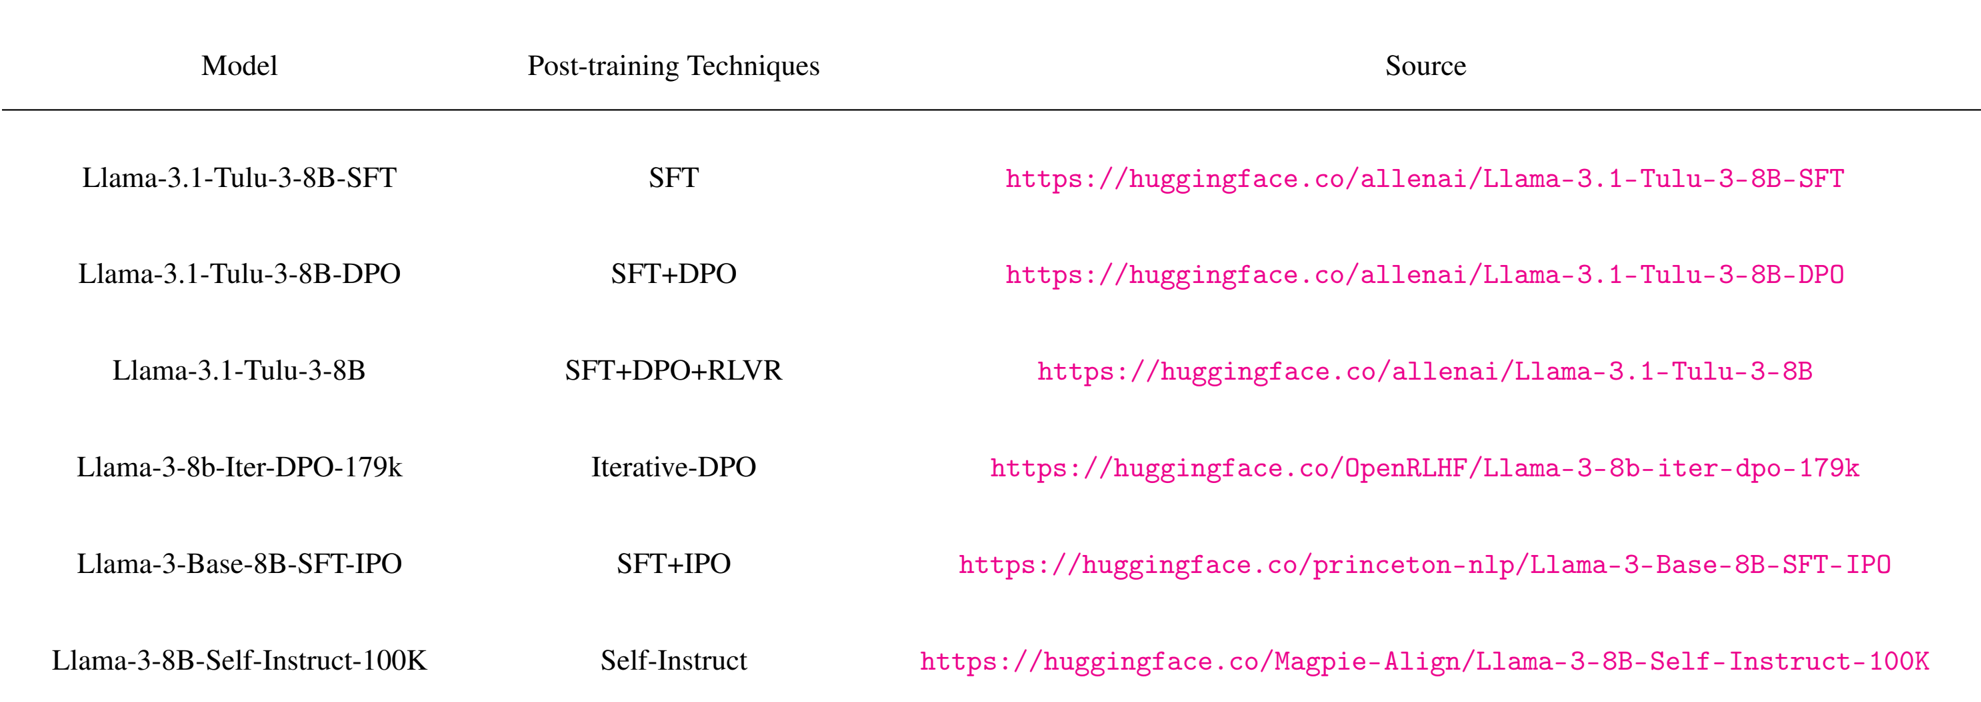 Model Post-training Techniques Source
Llama-3.1-Tulu-3-8B-SFT SFT https://huggingface.co/allenai/Llama-3.1-Tulu-3-8B-SFT
Llama-3.1-Tulu-3-8B-DPO SFT+DPO https://huggingface.co/allenai/Llama-3.1-Tulu-3-8B-DPO
Llama-3.1-Tulu-3-8B SFT+DPO+RLVR https://huggingface.co/allenai/Llama-3.1-Tulu-3-8B
Llama-3-8b-Iter-DPO-179k Iterative-DPO https://huggingface.co/OpenRLHF/Llama-3-8b-iter-dpo-179k
Llama-3-Base-8B-SFT-IPO SFT+IPO https://huggingface.co/princeton-nlp/Llama-3-Base-8B-SFT-IPO
Llama-3-8B-Self-Instruct-100K Self-Instruct https://huggingface.co/Magpie-Align/Llama-3-8B-Self-Instruct-100K